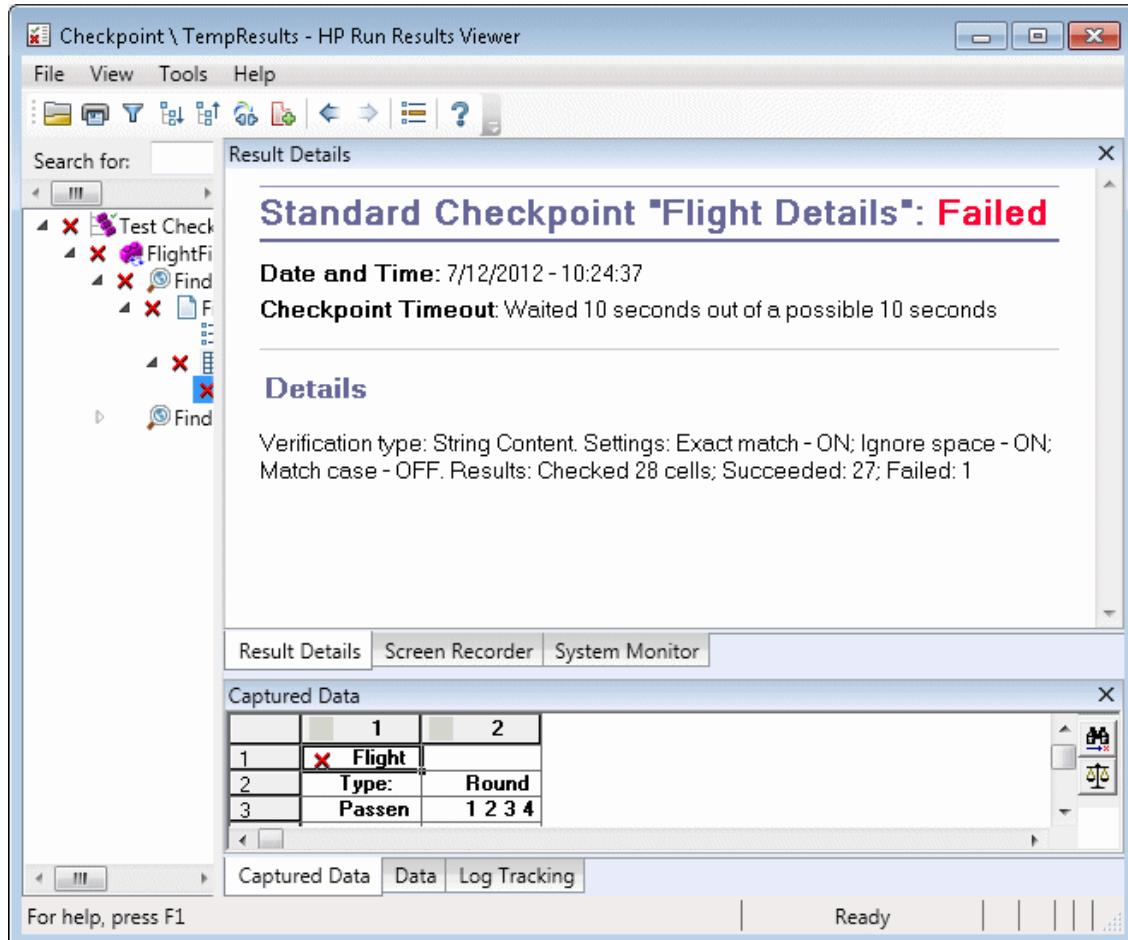 Checkpoint \ TempResults - HP Run Results Viewer
File View Tools Help
Search for:
Test Check
FlightFi
Find
F
Find
Result Details
Standard Checkpoint "Flight Details": Failed
Date and Time: 7/12/2012 - 10:24:37
Checkpoint Timeout: Waited 10 seconds out of a possible 10 seconds
Details
Verification type: String Content. Settings: Exact match - ON; Ignore space - ON;
Match case - OFF. Results: Checked 28 cells; Succeeded: 27; Failed: 1
Result Details Screen Recorder System Monitor
Captured Data
1 2
1 Flight
2 Type: Round
3 Passen 1 2 3 4
Captured Data Data Log Tracking
For help, press F1 Ready